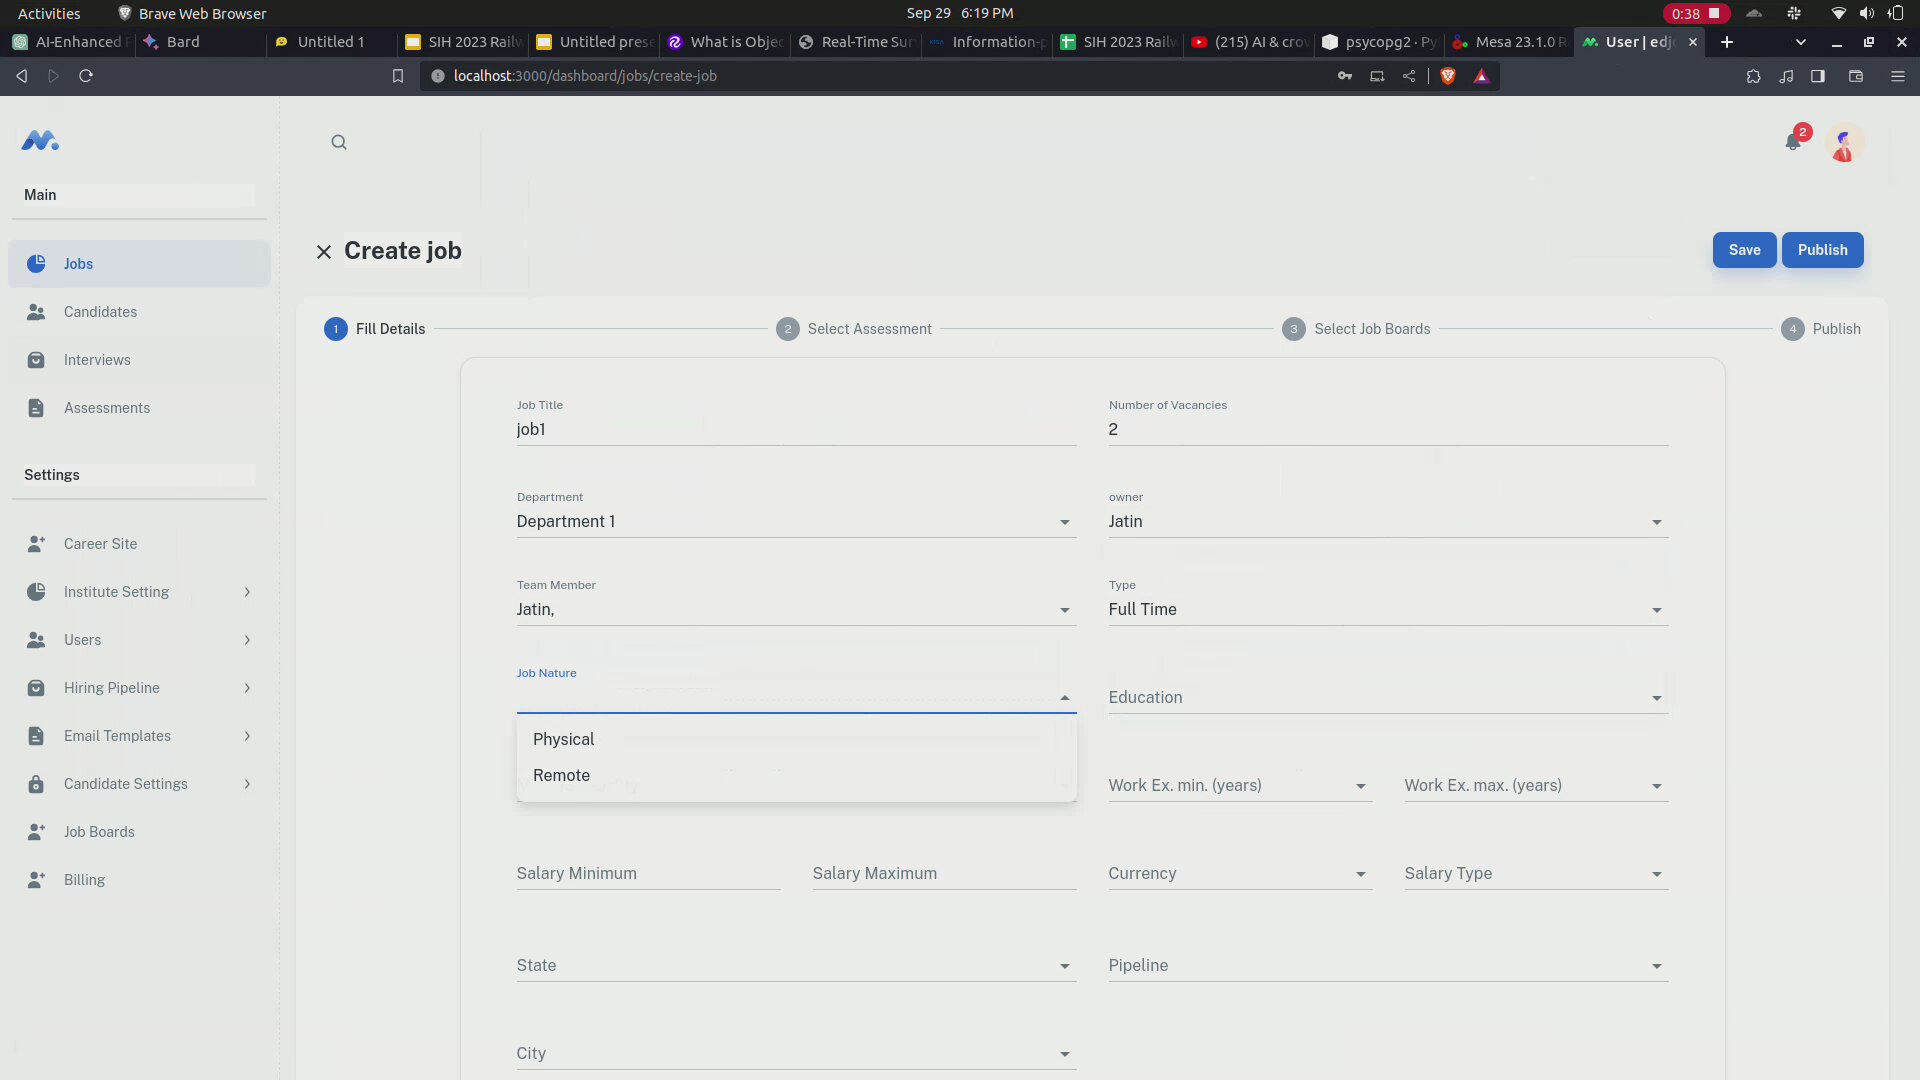 Activities
Brave Web Browser
Sep 29 6:19 PM
0:38
AI-Enhanced
Bard
Untitled 1
SIH 2023 Railw
Untitled prese
What is Objec
Real-Time Sur
Information-p
SIH 2023 Railw
(215) AI & crow
psycopg2 · Py
Mesa 23.1.0 R
User | edj
localhost:3000/dashboard/jobs/create-job
2
Main
Create job
Save
Publish
Jobs
1 Fill Details
2 Select Assessment
3 Select Job Boards
4 Publish
Candidates
Interviews
Assessments
Job Title
job1
Number of Vacancies
2
Settings
Department
Department 1
owner
Jatin
Career Site
Institute Setting
Team Member
Jatin,
Type
Full Time
Users
Job Nature
Hiring Pipeline
Education
Email Templates
Physical
Remote
Candidate Settings
Work Ex. min. (years)
Work Ex. max. (years)
Job Boards
Billing
Salary Minimum
Salary Maximum
Currency
Salary Type
State
Pipeline
City